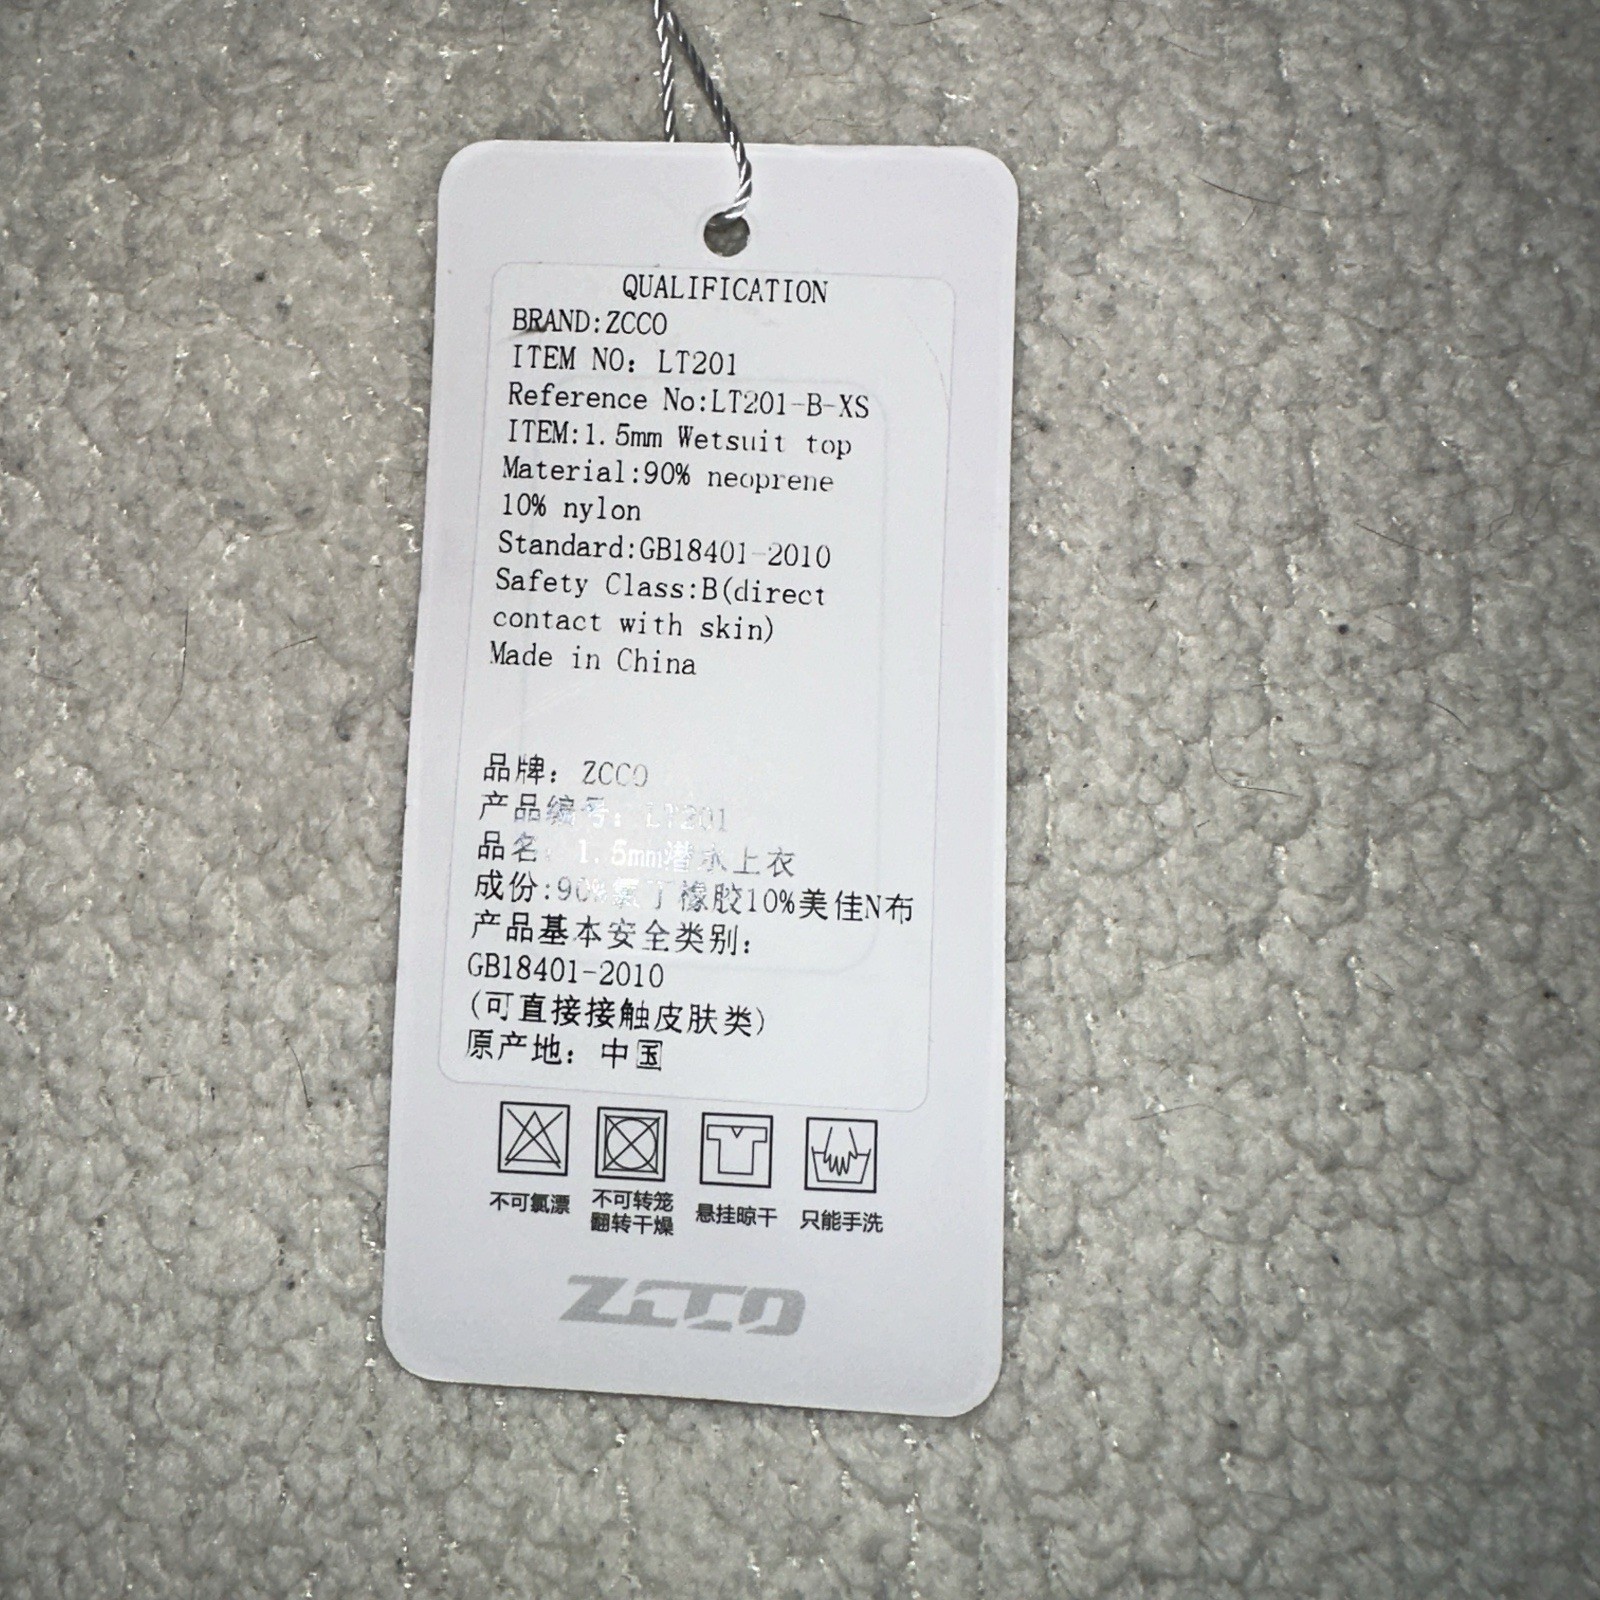 QUALIFICATION
BRAND:ZCCO
ITEM NO: LT201
Reference No:LT201-B-XS
ITEM:1.5mm Wetsuit top
Material:90% neoprene
10% nylon
Standard:GB18401-2010
Safety Class:B(direct
contact with skin)
Made in China
品牌: ZCCO
产品编号: LT201
品名: 1.5mm潜水上衣
成份:90%氯丁橡胶10%美佳N布
产品基本安全类别:
GB18401-2010
(可直接接触皮肤类)
原产地: 中国
不可氯漂
不可转笼
翻转干燥
悬挂晾干
只能手洗
ZCCO